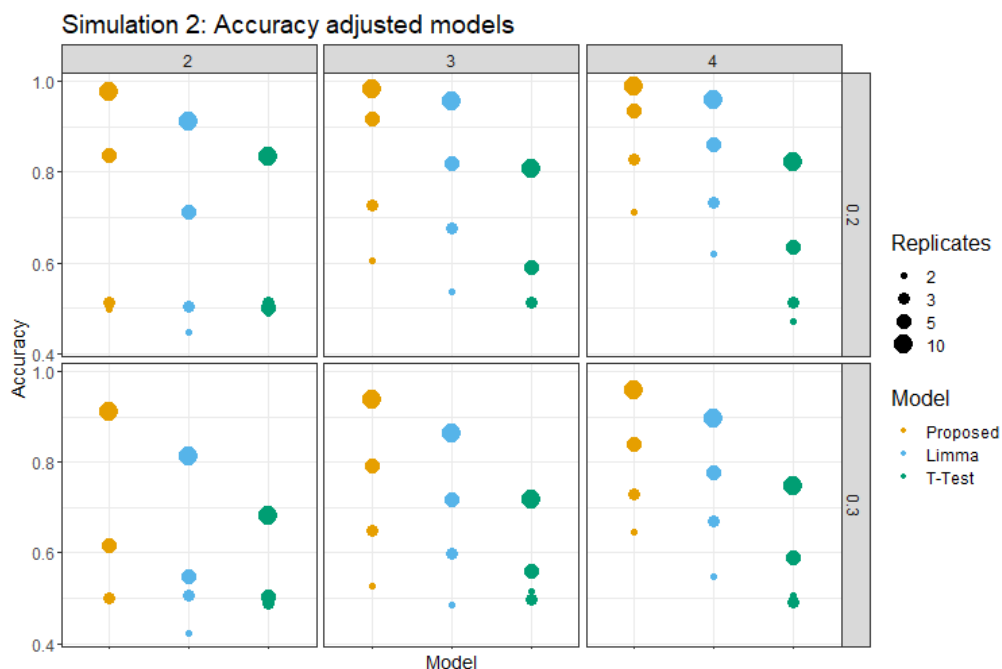 Simulation 2: Accuracy adjusted models
2
3
4
1.0
0.8
0.6
0.4
0.2
1.0
0.8
0.6
0.4
0.3
Accuracy
Model
Replicates
2
3
5
10
Model
Proposed
Limma
T-Test